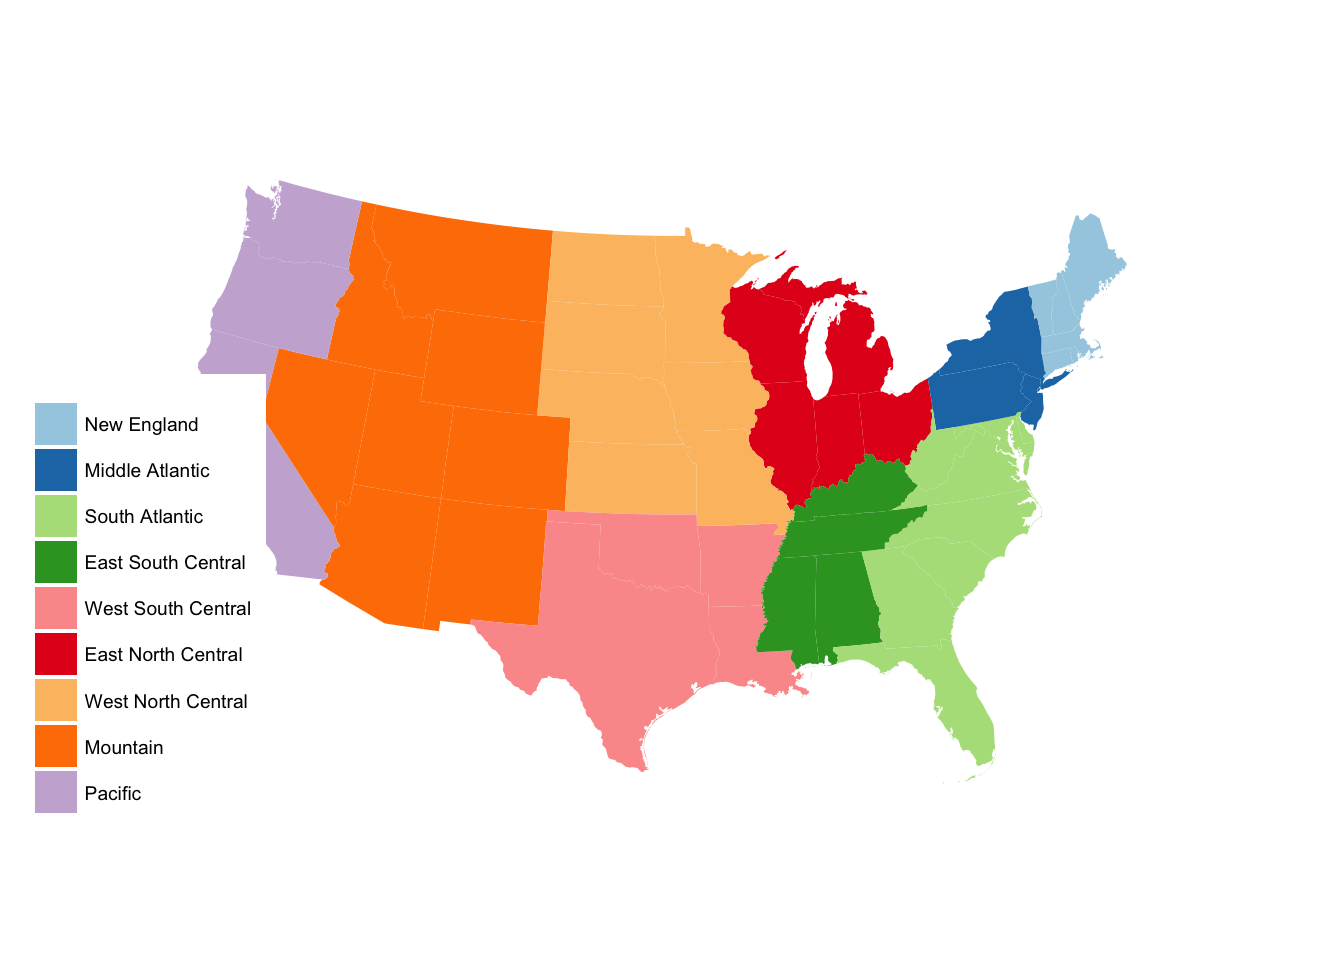 New England
Middle Atlantic
South Atlantic
East South Central
West South Central
East North Central
West North Central
Mountain
Pacific